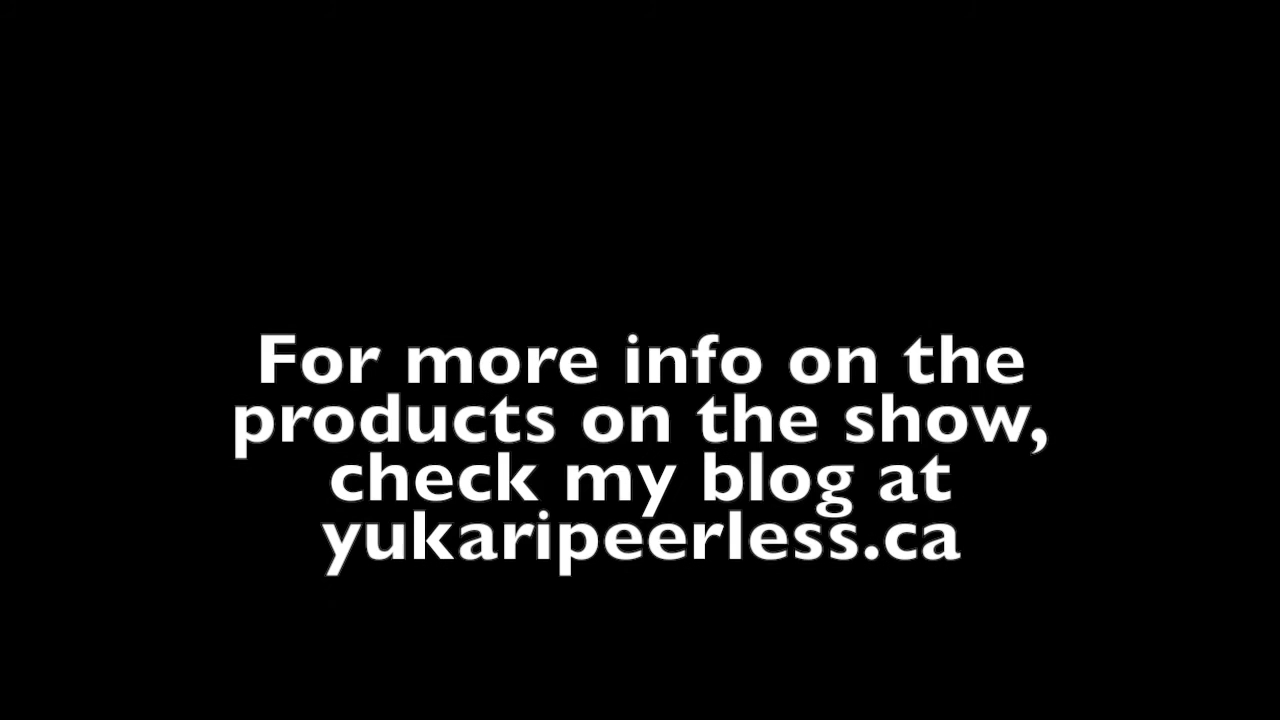 For more info on the
products on the show,
check my blog at
yukaripeerless.ca